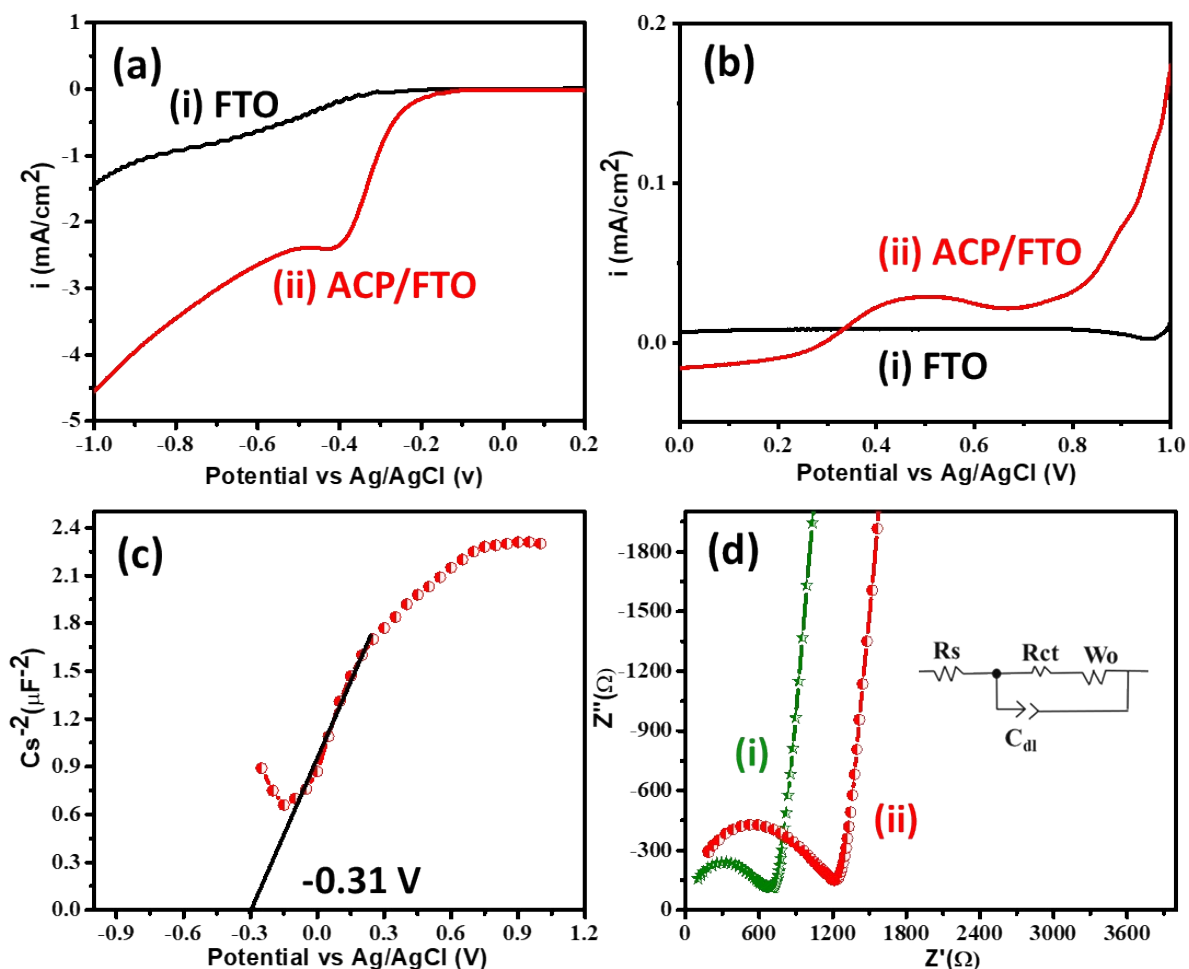 (a)
(i) FTO
(ii) ACP/FTO
1
0
-1
-2
-3
-4
-5
i (mA/cm2)
-1.0 -0.8 -0.6 -0.4 -0.2 0.0 0.2
Potential vs Ag/AgCl (v)
(b)
(ii) ACP/FTO
(i) FTO
0.2
0.1
0.0
i (mA/cm2)
0.0 0.2 0.4 0.6 0.8 1.0
Potential vs Ag/AgCl (V)
(c)
2.4
2.1
1.8
1.5
1.2
0.9
0.6
0.3
0.0
Cs-2(μF-2)
-0.31 V
-0.9 -0.6 -0.3 0.0 0.3 0.6 0.9 1.2
Potential vs Ag/AgCl (V)
(d)
-1800
-1500
-1200
-900
-600
-300
0
Z''(Ω)
Rs Rct Wo
Cdl
(i)
(ii)
0 600 1200 1800 2400 3000 3600
Z'(Ω)